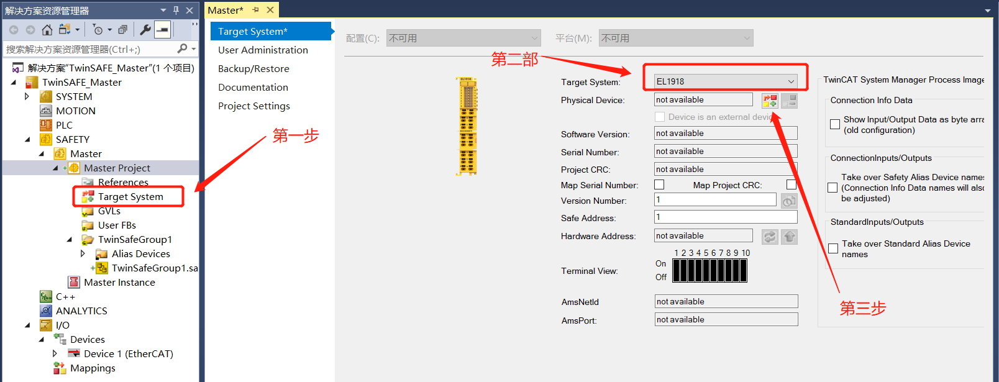 解决方案资源管理器
搜索解决方案资源管理器(Ctrl+;)
解决方案"TwinSAFE_Master"(1 个项目)
TwinSAFE_Master
SYSTEM
MOTION
PLC
SAFETY
Master
Master Project
References
Target System
GVLs
User FBs
TwinSafeGroup1
Alias Devices
TwinSafeGroup1.sa
Master Instance
C++
ANALYTICS
I/O
Devices
Device 1 (EtherCAT)
Mappings
第一步
Master*
Target System*
User Administration
Backup/Restore
Documentation
Project Settings
配置(C): 不可用 平台(M): 不可用
第二部
EL1918
Target System: EL1918
Physical Device: not available
Device is an external devic
Software Version: not available
Serial Number: not available
Project CRC: not available
Map Serial Number: Map Project CRC:
Version Number: 1
Safe Address: 1
Hardware Address: not available
1 2 3 4 5 6 7 8 9 10
Terminal View: On
Off
AmsNetId not available
AmsPort: not available
第三步
TwinCAT System Manager Process Image
Connection Info Data
Show Input/Output Data as byte arra
(old configuration)
ConnectionInputs/Outputs
Take over Safety Alias Device names
(Connection Info Data names will also
be adjusted)
StandardInputs/Outputs
Take over Standard Alias Device
names